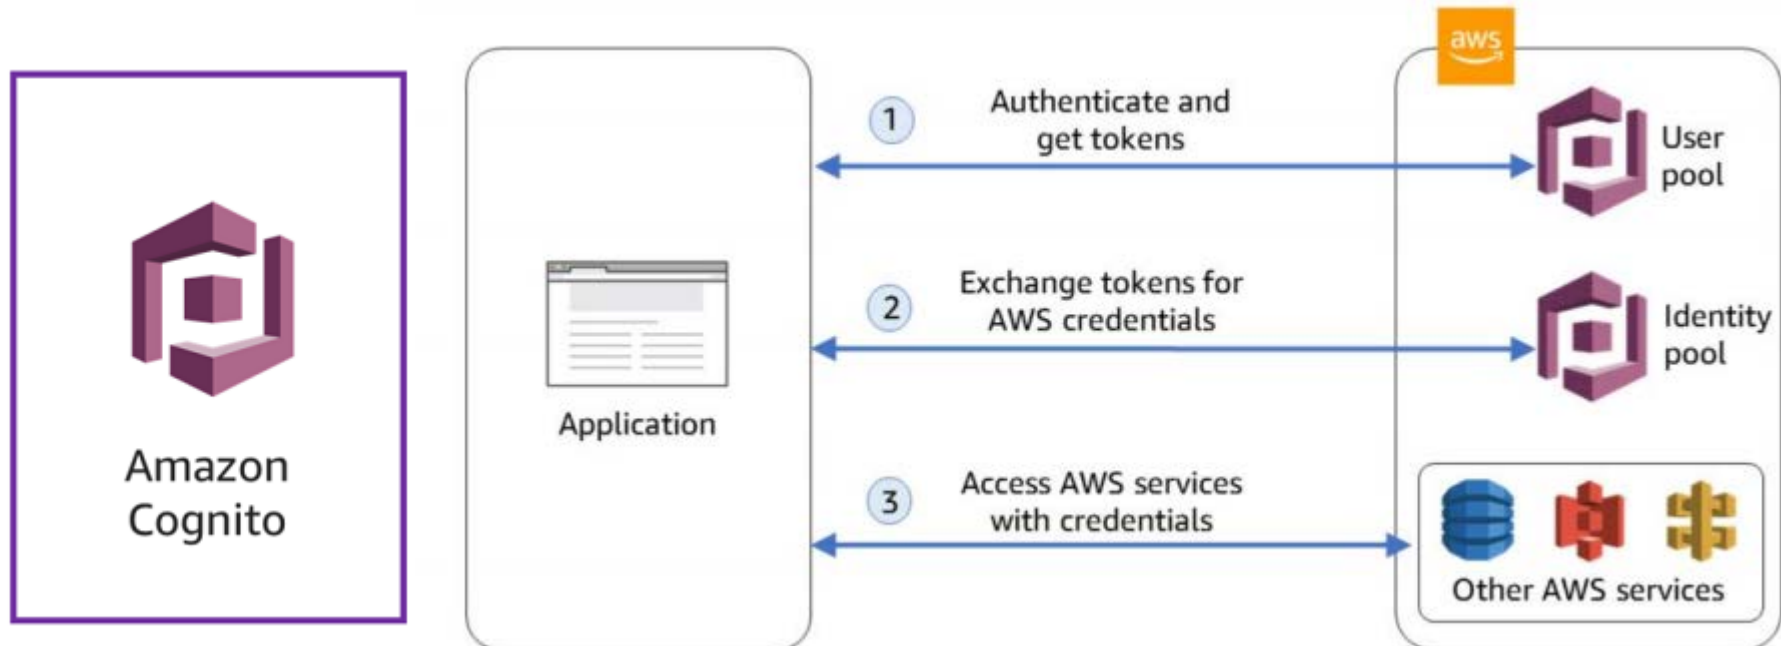 Amazon
Cognito
Application
1
Authenticate and
get tokens
2
Exchange tokens for
AWS credentials
3
Access AWS services
with credentials
aws
User
pool
Identity
pool
Other AWS services